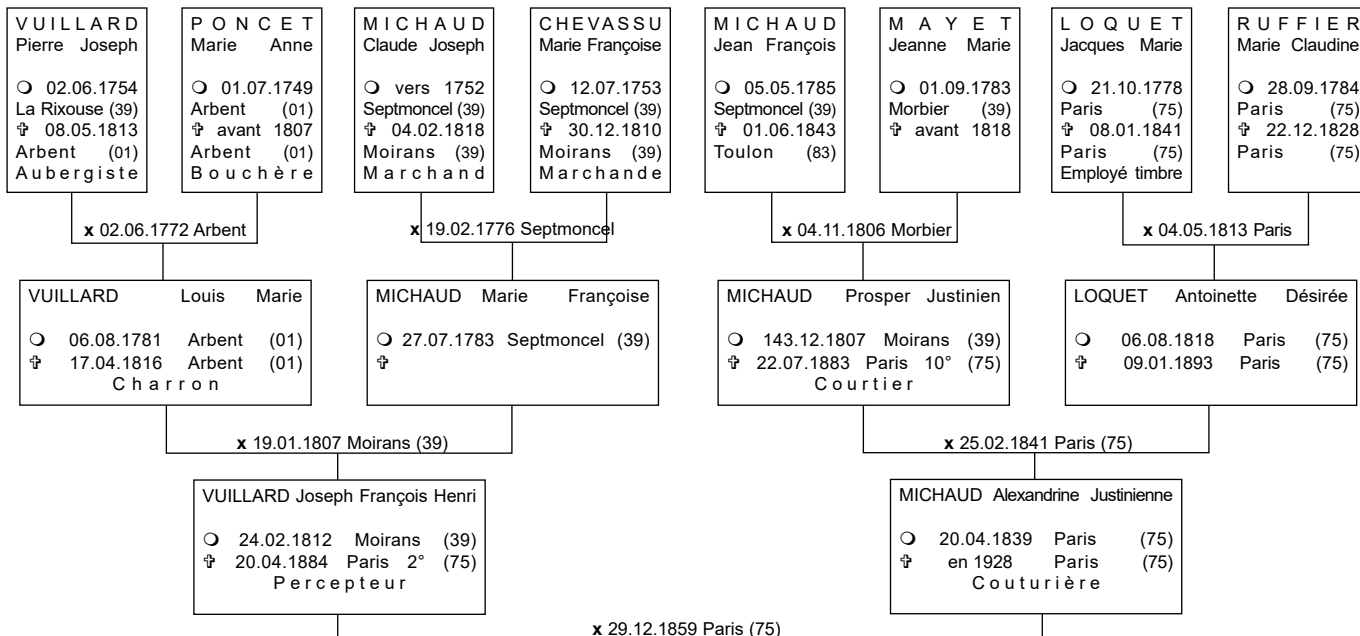 VUILLARD
Pierre Joseph
❍ 02.06.1754
La Rixouse (39)
✞ 08.05.1813
Arbent (01)
Aubergiste
PONCET
Marie Anne
❍ 01.07.1749
Arbent (01)
✞ avant 1807
Arbent (01)
Bouchère
MICHAUD
Claude Joseph
❍ vers 1752
Septmoncel (39)
✞ 04.02.1818
Moirans (39)
Marchand
CHEVASSU
Marie Françoise
❍ 12.07.1753
Septmoncel (39)
✞ 30.12.1810
Moirans (39)
Marchande
MICHAUD
Jean François
❍ 05.05.1785
Septmoncel (39)
✞ 01.06.1843
Toulon (83)
MAYET
Jeanne Marie
❍ 01.09.1783
Morbier (39)
✞ avant 1818
LOQUET
Jacques Marie
❍ 21.10.1778
Paris (75)
✞ 08.01.1841
Paris (75)
Employé timbre
RUFFIER
Marie Claudine
❍ 28.09.1784
Paris (75)
✞ 22.12.1828
Paris (75)
x 02.06.1772 Arbent
x 19.02.1776 Septmoncel
x 04.11.1806 Morbier
x 04.05.1813 Paris
VUILLARD Louis Marie
❍ 06.08.1781 Arbent (01)
✞ 17.04.1816 Arbent (01)
Charron
MICHAUD Marie Françoise
❍ 27.07.1783 Septmoncel (39)
✞
MICHAUD Prosper Justinien
❍ 143.12.1807 Moirans (39)
✞ 22.07.1883 Paris 10° (75)
Courtier
LOQUET Antoinette Désirée
❍ 06.08.1818 Paris (75)
✞ 09.01.1893 Paris (75)
x 19.01.1807 Moirans (39)
x 25.02.1841 Paris (75)
VUILLARD Joseph François Henri
❍ 24.02.1812 Moirans (39)
✞ 20.04.1884 Paris 2° (75)
Percepteur
MICHAUD Alexandrine Justinienne
❍ 20.04.1839 Paris (75)
✞ en 1928 Paris (75)
Couturière
x 29.12.1859 Paris (75)